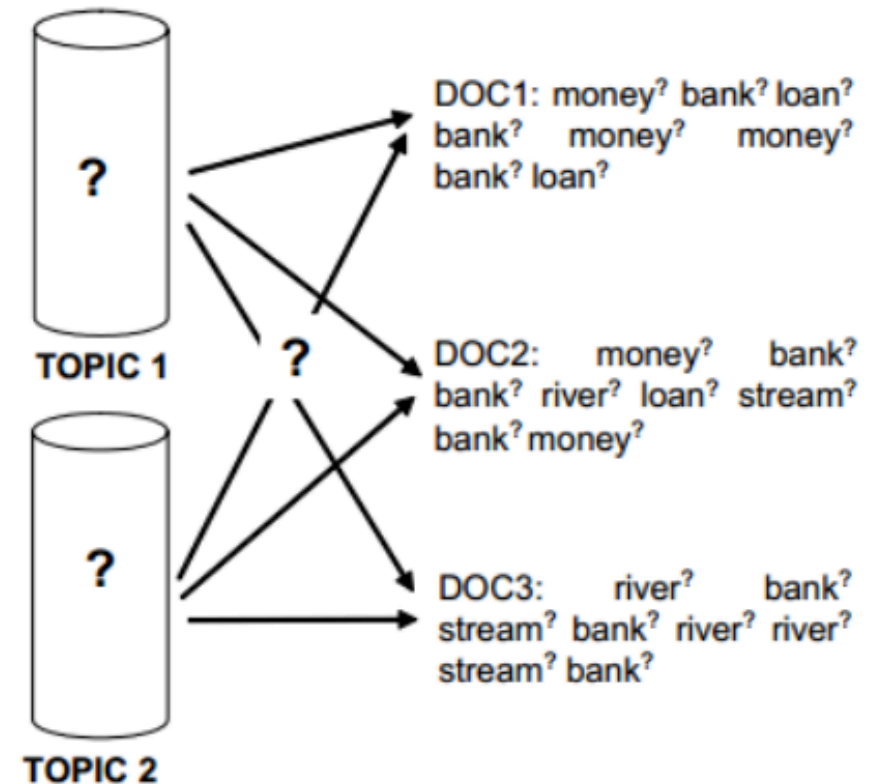 ?
TOPIC 1
?
TOPIC 2
?
DOC1: money? bank? loan?
bank? money? money?
bank? loan?
DOC2: money? bank?
bank? river? loan? stream?
bank? money?
DOC3: river? bank?
stream? bank? river? river?
stream? bank?